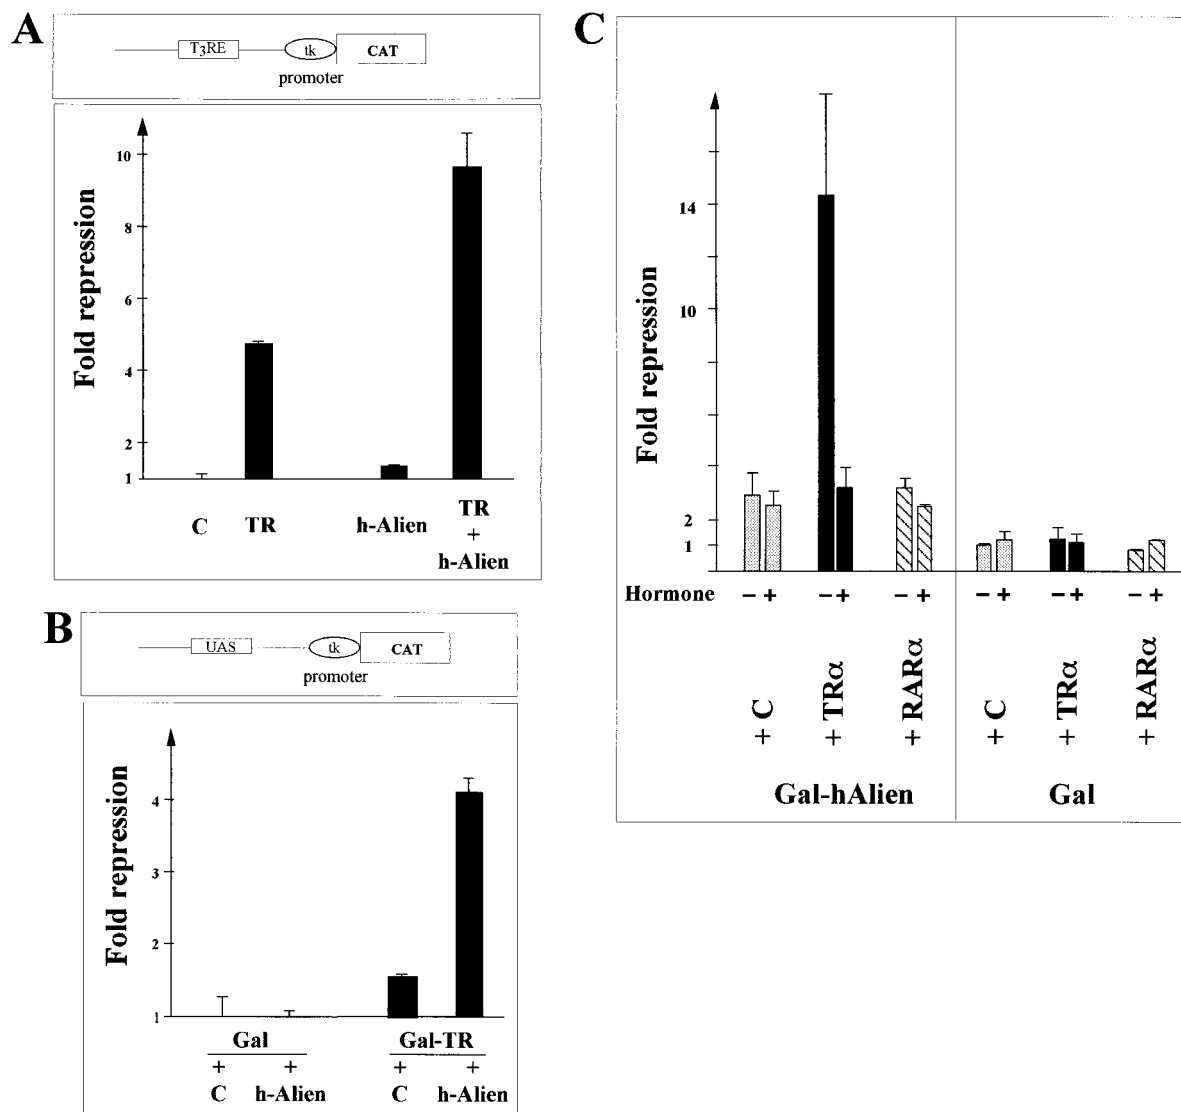 A
T3RE
tk
CAT
promoter
Fold repression
10
8
6
4
2
1
C
TR
h-Alien
TR
+
h-Alien
B
UAS
tk
CAT
promoter
Fold repression
4
3
2
1
Gal
Gal-TR
+ + + +
C h-Alien C h-Alien
C
Fold repression
14
10
2
1
Hormone - + - + - + - + - + - +
+ C
+ TRα
+ RARα
+ C
+ TRα
+ RARα
Gal-hAlien
Gal